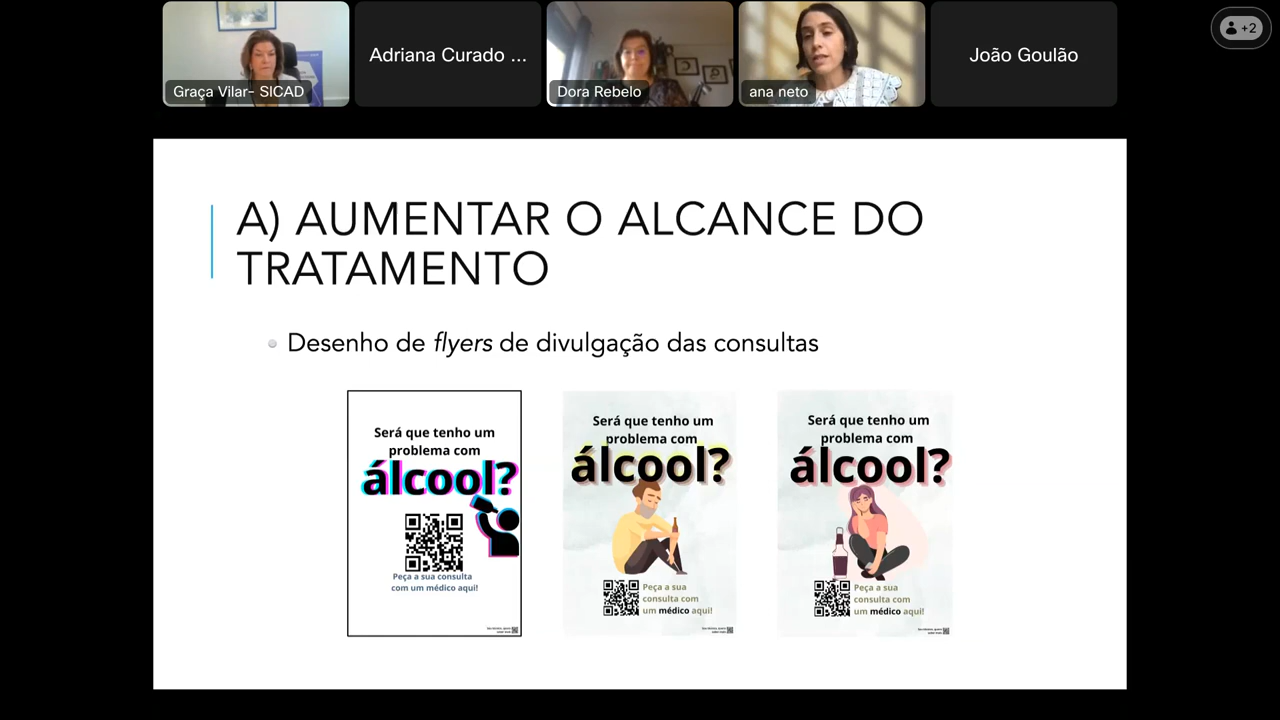 Graça Vilar- SICAD
Adriana Curado ...
Dora Rebelo
ana neto
João Goulão
+2
A) AUMENTAR O ALCANCE DO
TRATAMENTO
Desenho de flyers de divulgação das consultas
Será que tenho um
problema com
álcool?
Peça a sua consulta
com um médico aqui!
Será que tenho um
problema com
álcool?
Peça a sua
consulta com
um médico aqui!
Será que tenho um
problema com
álcool?
Peça a sua
consulta com
um médico aqui!